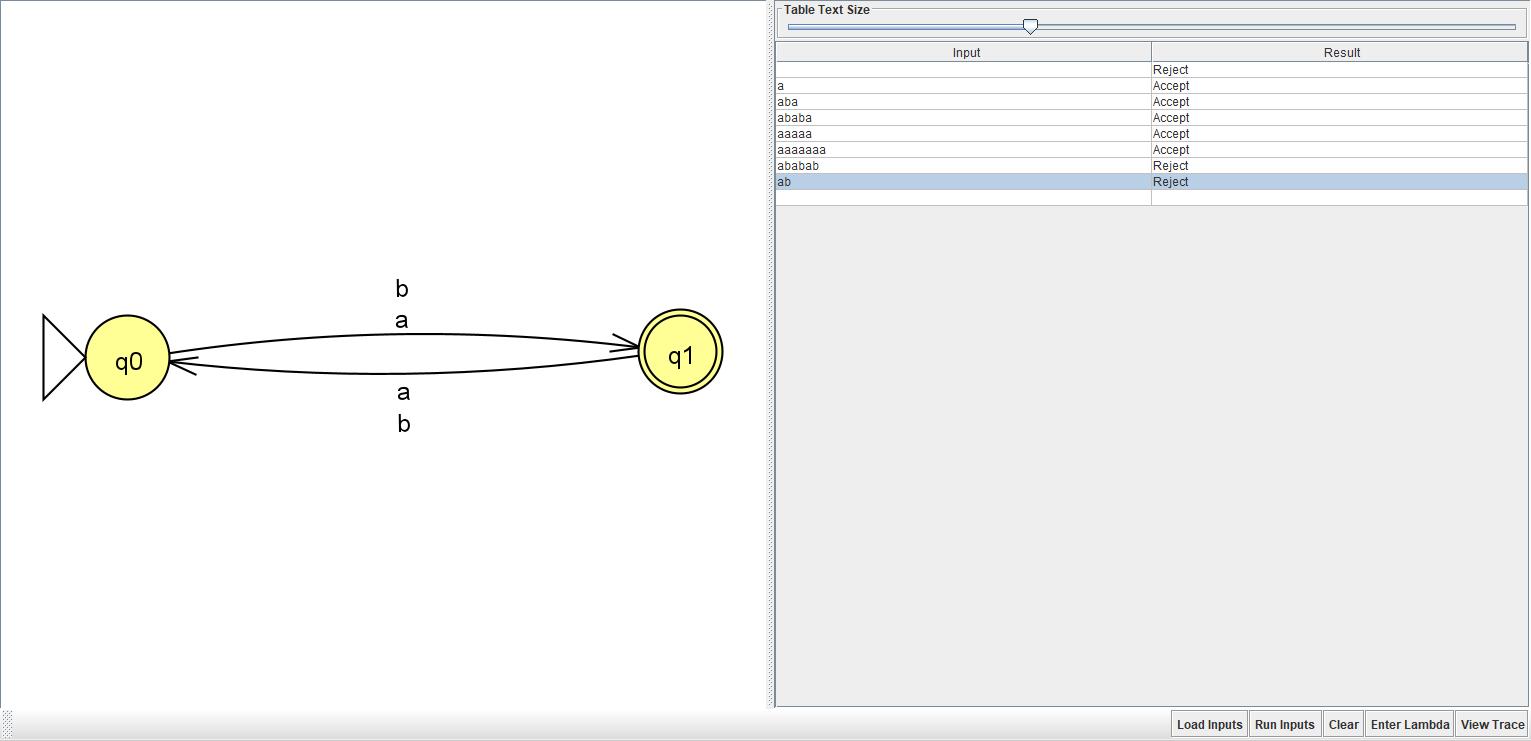 b
a
q0
q1
a
b
Table Text Size
Input Result
Reject
a Accept
aba Accept
ababa Accept
aaaaa Accept
aaaaaaa Accept
ababab Reject
ab Reject
Load Inputs Run Inputs Clear Enter Lambda View Trace